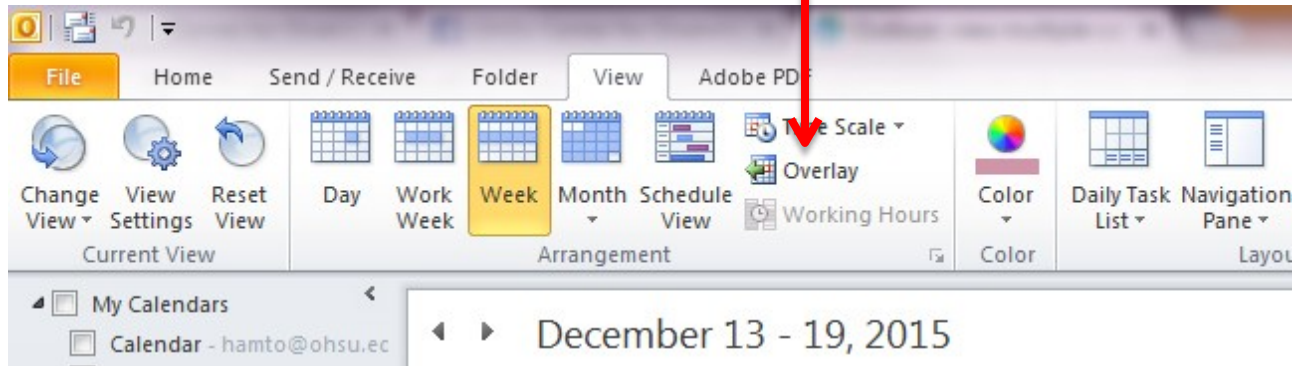 File Home Send / Receive Folder View Adobe PDF
Change View
View Settings
Reset View
Day
Work Week
Week
Month
Schedule View
Scale
Overlay
Working Hours
Color
Daily Task List
Navigation Pane
Current View
Arrangement
Color
My Calendars
Calendar - hamto@ohsu.ec
December 13 - 19, 2015